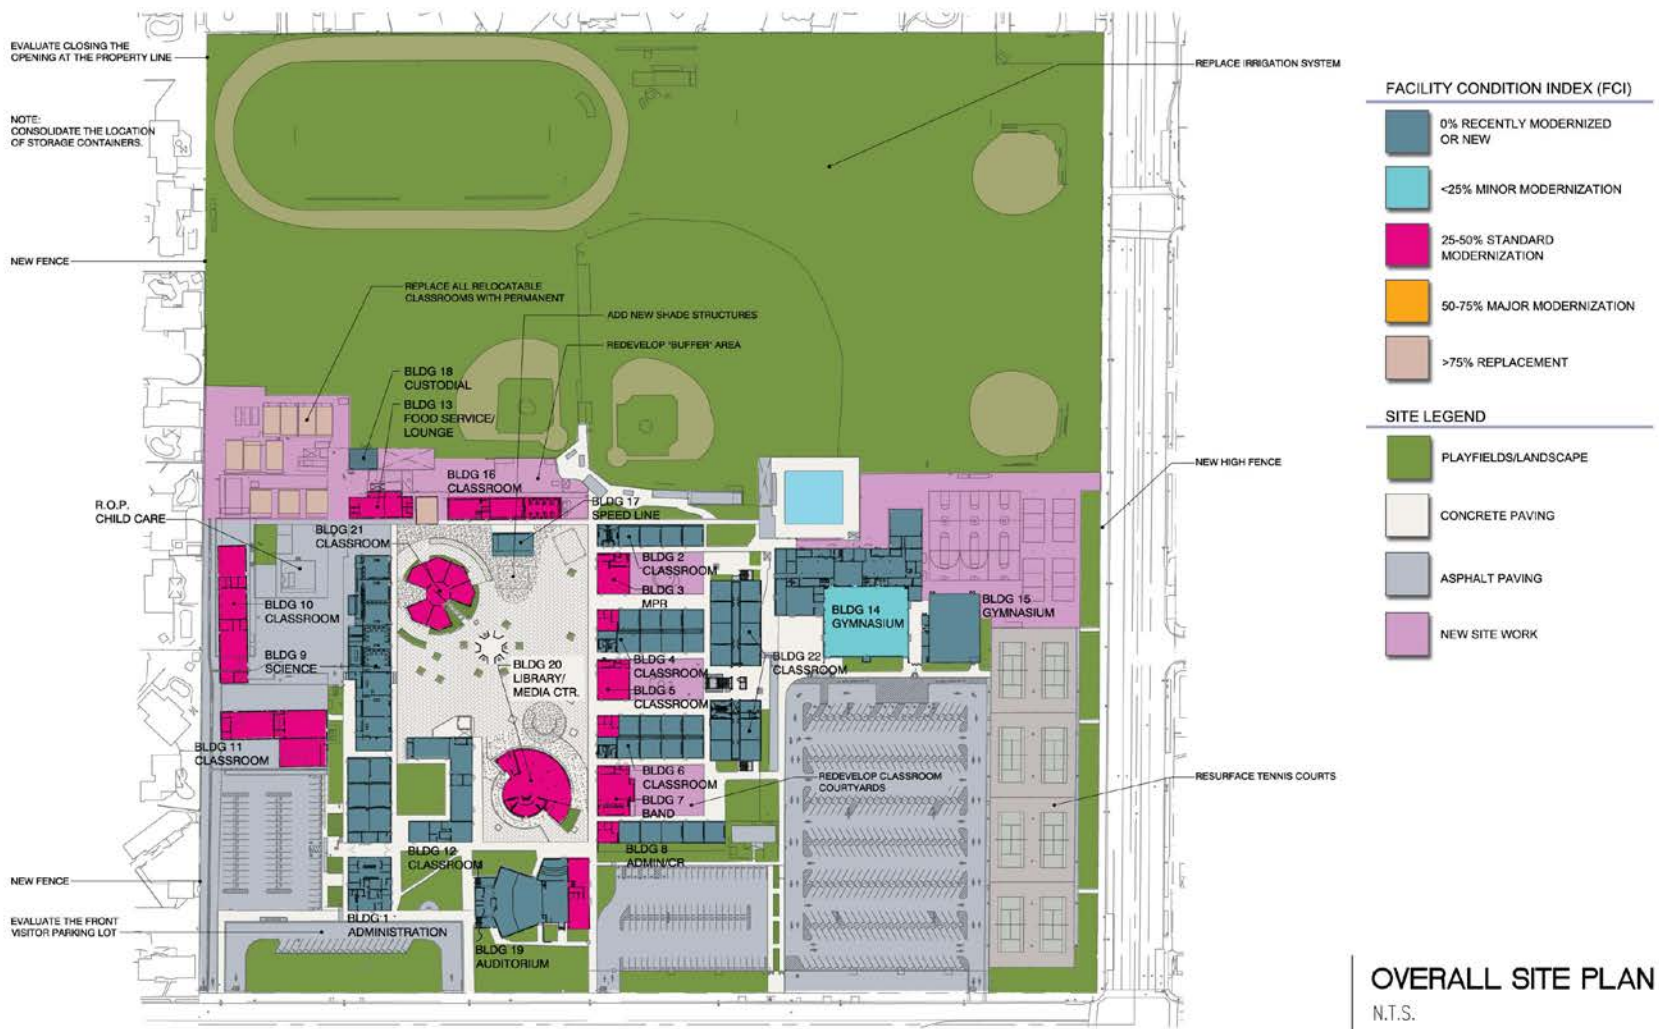 EVALUATE CLOSING THE
OPENING AT THE PROPERTY LINE
NOTE:
CONSOLIDATE THE LOCATION
OF STORAGE CONTAINERS.
NEW FENCE
REPLACE IRRIGATION SYSTEM
REPLACE ALL RELOCATABLE
CLASSROOMS WITH PERMANENT
ADD NEW SHADE STRUCTURES
REDEVELOP "BUFFER" AREA
BLDG 18
CUSTODIAL
BLDG 13
FOOD SERVICE/
LOUNGE
BLDG 16
CLASSROOM
BLDG 17
SPEED LINE
NEW HIGH FENCE
R.O.P.
CHILD CARE
BLDG 21
CLASSROOM
BLDG 2
CLASSROOM
BLDG 3
MPR
BLDG 10
CLASSROOM
BLDG 14
GYMNASIUM
BLDG 15
GYMNASIUM
BLDG 9
SCIENCE
BLDG 20
LIBRARY/
MEDIA CTR.
BLDG 4
CLASSROOM
BLDG 22
CLASSROOM
BLDG 5
CLASSROOM
BLDG 11
CLASSROOM
BLDG 6
CLASSROOM
BLDG 7
BAND
REDEVELOP CLASSROOM
COURTYARDS
RESURFACE TENNIS COURTS
BLDG 12
CLASSROOM
BLDG 8
ADMIN/CR
NEW FENCE
EVALUATE THE FRONT
VISITOR PARKING LOT
BLDG 1
ADMINISTRATION
BLDG 19
AUDITORIUM
FACILITY CONDITION INDEX (FCI)
0% RECENTLY MODERNIZED
OR NEW
<25% MINOR MODERNIZATION
25-50% STANDARD
MODERNIZATION
50-75% MAJOR MODERNIZATION
>75% REPLACEMENT
SITE LEGEND
PLAYFIELDS/LANDSCAPE
CONCRETE PAVING
ASPHALT PAVING
NEW SITE WORK
OVERALL SITE PLAN
N.T.S.